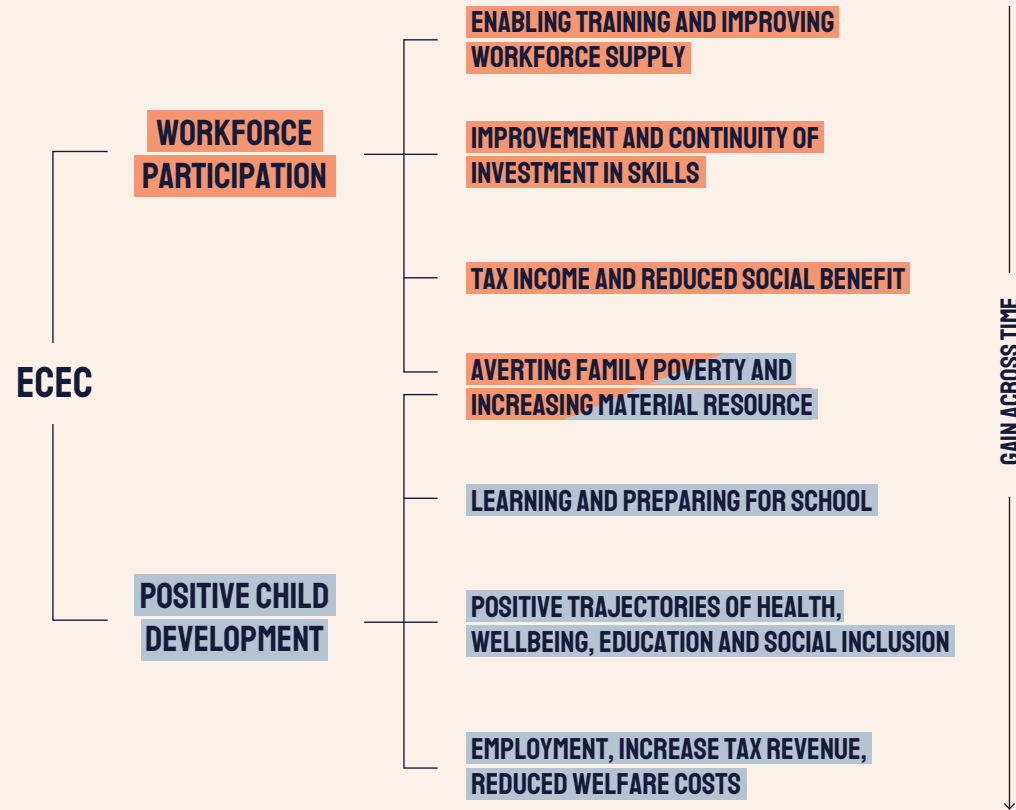 ENABLING TRAINING AND IMPROVING
WORKFORCE SUPPLY
WORKFORCE
PARTICIPATION
IMPROVEMENT AND CONTINUITY OF
INVESTMENT IN SKILLS
TAX INCOME AND REDUCED SOCIAL BENEFIT
ECEC
AVERTING FAMILY POVERTY AND
INCREASING MATERIAL RESOURCE
LEARNING AND PREPARING FOR SCHOOL
POSITIVE CHILD
DEVELOPMENT
POSITIVE TRAJECTORIES OF HEALTH,
WELLBEING, EDUCATION AND SOCIAL INCLUSION
EMPLOYMENT, INCREASE TAX REVENUE,
REDUCED WELFARE COSTS
GAIN ACROSS TIME